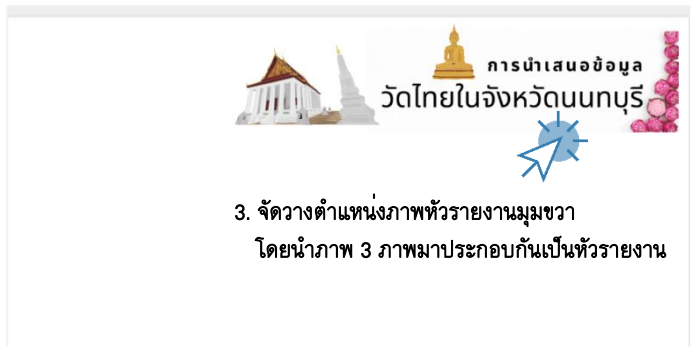 การนำเสนอข้อมูล
วัดไทยในจังหวัดนนทบุรี
3. จัดวางตำแหน่งภาพหัวรายงานมุมขวา
โดยนำภาพ 3 ภาพมาประกอบกันเป็นหัวรายงาน